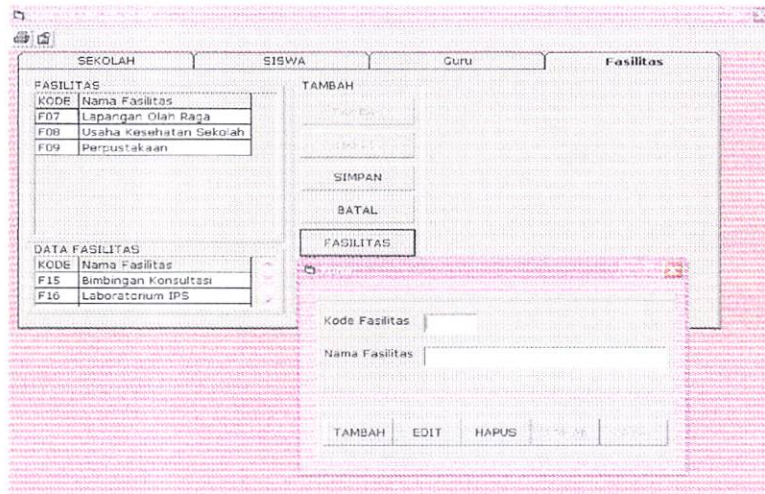 SEKOLAH SISWA Guru Fasilitas
FASILITAS
KODE Nama Fasilitas
F07 Lapangan Olah Raga
F08 Usaha Kesehatan Sekolah
F09 Perpustakaan
TAMBAH
SIMPAN
BATAL
FASILITAS
DATA FASILITAS
KODE Nama Fasilitas
F15 Bimbingan Konsultasi
F16 Laboratorium IPS
Kode Fasilitas
Nama Fasilitas
TAMBAH EDIT HAPUS